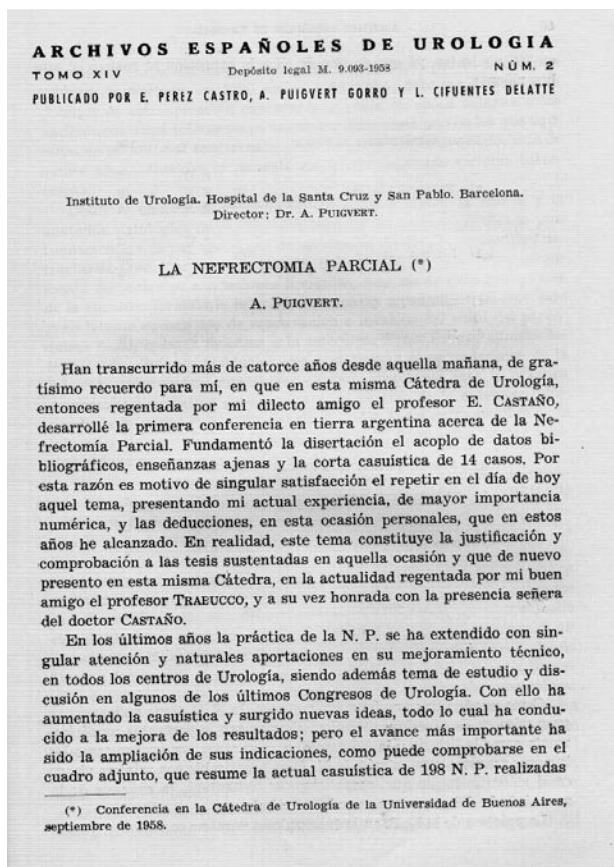 ARCHIVOS ESPAÑOLES DE UROLOGIA
TOMO XIV Depósito legal M. 9.093-1958 NÚM. 2
PUBLICADO POR E. PEREZ CASTRO, A. PUIGVERT GORRO Y L. CIFUENTES DELATTE
Instituto de Urología. Hospital de la Santa Cruz y San Pablo. Barcelona.
Director: Dr. A. PUIGVERT.
LA NEFRECTOMIA PARCIAL (*)
A. PUIGVERT.
Han transcurrido más de catorce años desde aquella mañana, de gra-
tísimo recuerdo para mí, en que en esta misma Cátedra de Urología,
entonces regentada por mi dilecto amigo el profesor E. CASTAÑO,
desarrollé la primera conferencia en tierra argentina acerca de la Ne-
frectomía Parcial. Fundamentó la disertación el acoplo de datos bi-
bliográficos, enseñanzas ajenas y la corta casuística de 14 casos. Por
esta razón es motivo de singular satisfacción el repetir en el día de hoy
aquel tema, presentando mi actual experiencia, de mayor importancia
numérica, y las deducciones, en esta ocasión personales, que en estos
años he alcanzado. En realidad, este tema constituye la justificación y
comprobación a las tesis sustentadas en aquella ocasión y que de nuevo
presento en esta misma Cátedra, en la actualidad regentada por mi buen
amigo el profesor TRABUCCO, y a su vez honrada con la presencia señera
del doctor CASTAÑO.
En los últimos años la práctica de la N. P. se ha extendido con sin-
gular atención y naturales aportaciones en su mejoramiento técnico,
en todos los centros de Urología, siendo además tema de estudio y dis-
cusión en algunos de los últimos Congresos de Urología. Con ello ha
aumentado la casuística y surgido nuevas ideas, todo lo cual ha condu-
cido a la mejora de los resultados; pero el avance más importante ha
sido la ampliación de sus indicaciones, como puede comprobarse en el
cuadro adjunto, que resume la actual casuística de 198 N. P. realizadas
(*) Conferencia en la Cátedra de Urología de la Universidad de Buenos Aires,
septiembre de 1958.